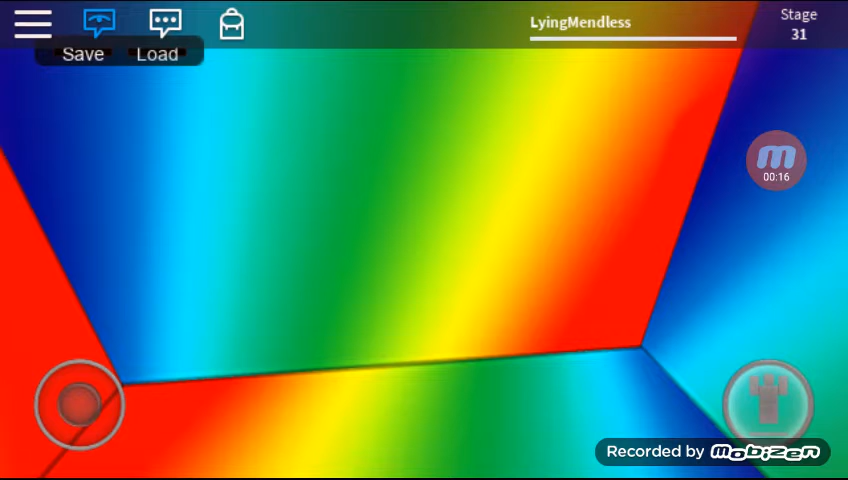 LyingMendless
Stage
31
Save Load
00:16
Recorded by mobizen